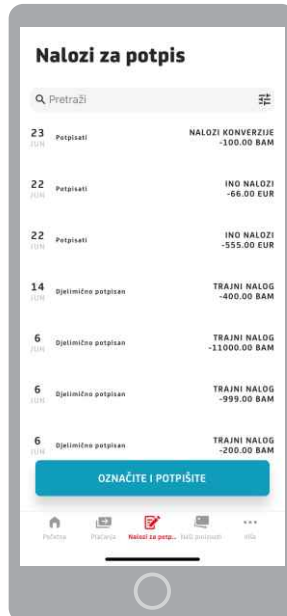 Nalozi za potpis
Pretraži
23 NALOZI KONVERZIJE
JUN Potpisati -100.00 BAM
22 INO NALOZI
JUN Potpisati -66.00 EUR
22 INO NALOZI
JUN Potpisati -555.00 EUR
14 TRAJNI NALOG
JUN Djelimično potpisan -400.00 BAM
6 TRAJNI NALOG
JUN Djelimično potpisan -11000.00 BAM
6 TRAJNI NALOG
JUN Djelimično potpisan -999.00 BAM
6 TRAJNI NALOG
JUN Djelimično potpisan -200.00 BAM
OZNAČITE I POTPIŠITE
Početna Plaćanja Nalozi za potp... Naši proizvodi Više